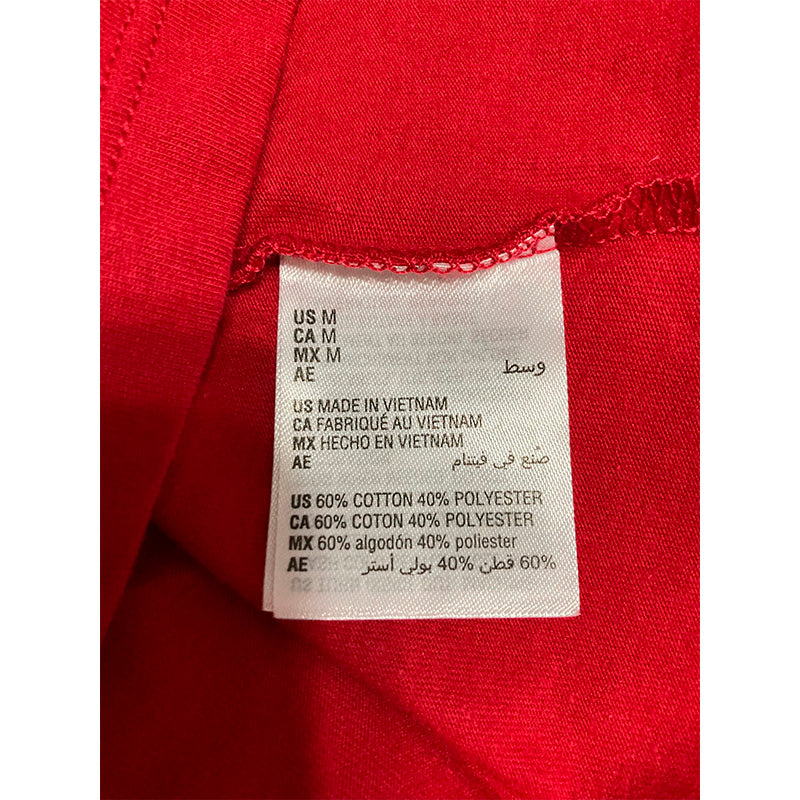 US M
CA M
MX M
AE وسط
US MADE IN VIETNAM
CA FABRIQUÉ AU VIETNAM
MX HECHO EN VIETNAM
AE صّنع في فيتنام
US 60% COTTON 40% POLYESTER
CA 60% COTON 40% POLYESTER
MX 60% algodón 40% poliester
AE 60% قطن 40% بولي أستر